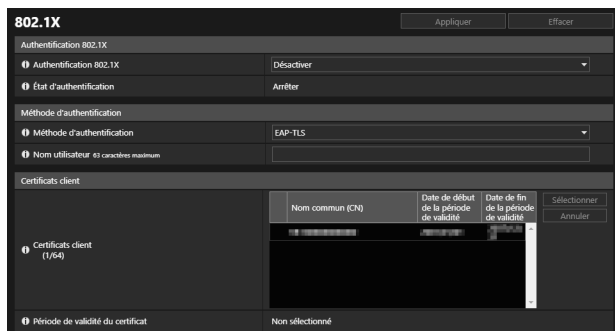 802.1X
Appliquer
Effacer
Authentification 802.1X
Authentification 802.1X
Désactiver
État d'authentification
Arrêter
Méthode d'authentification
Méthode d'authentification
EAP-TLS
Nom utilisateur 63 caractères maximum
Certificats client
Certificats client
(1/64)
Nom commun (CN)
Date de début
de la période
de validité
Date de fin
de la période
de validité
Sélectionner
Annuler
Période de validité du certificat
Non sélectionné